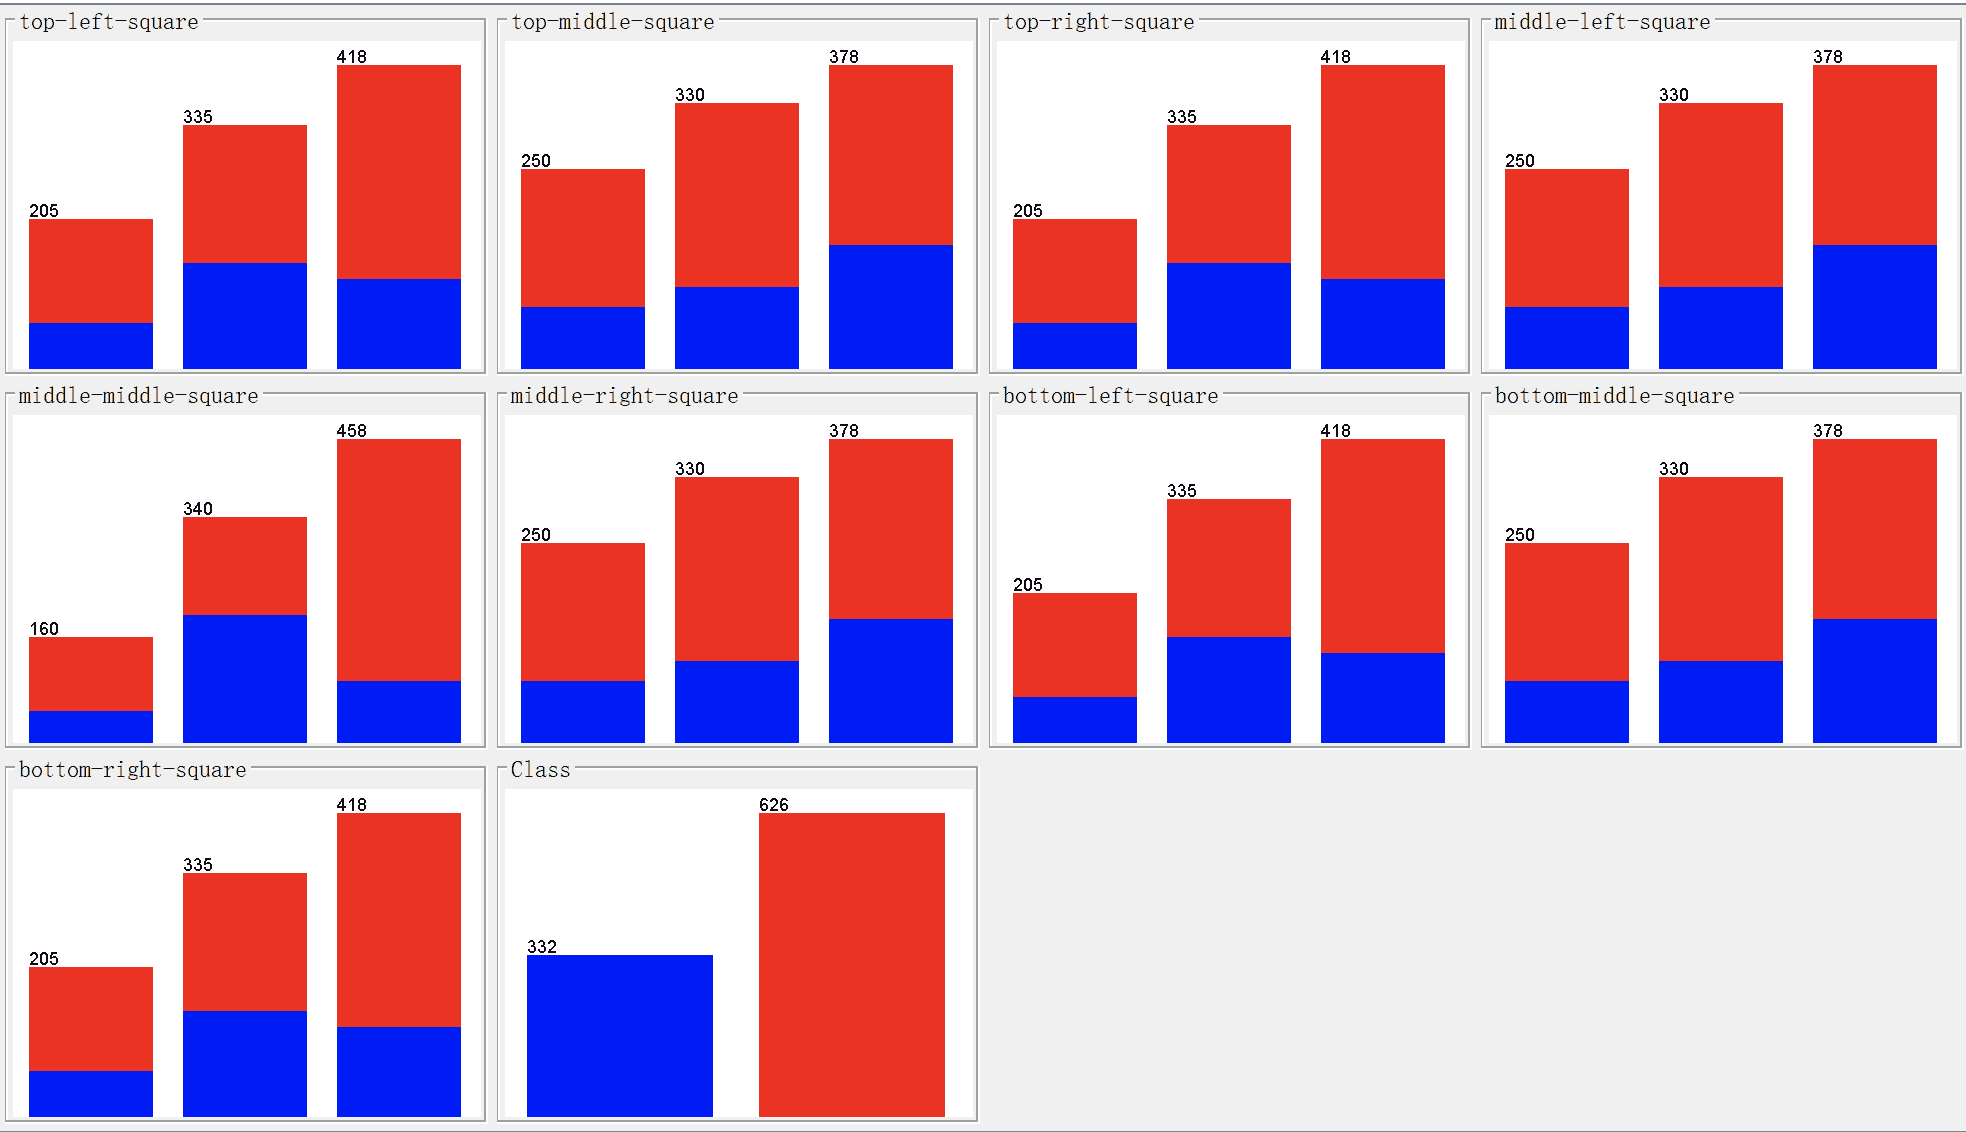 top-left-square
205
335
418
top-middle-square
250
330
378
top-right-square
205
335
418
middle-left-square
250
330
378
middle-middle-square
160
340
458
middle-right-square
250
330
378
bottom-left-square
205
335
418
bottom-middle-square
250
330
378
bottom-right-square
205
335
418
Class
332
626